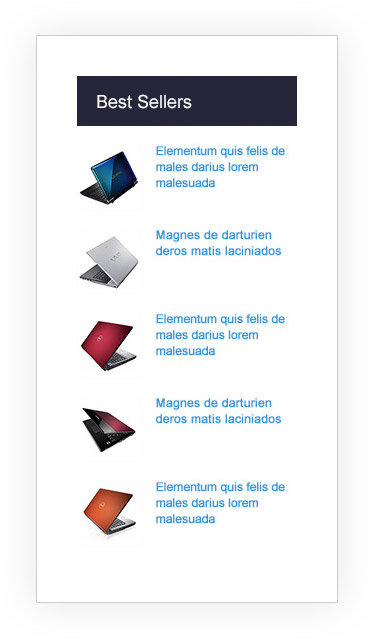 Best Sellers
Elementum quis felis de
males darius lorem
malesuada
Magnes de darturien
deros matis laciniados
Elementum quis felis de
males darius lorem
malesuada
Magnes de darturien
deros matis laciniados
Elementum quis felis de
males darius lorem
malesuada